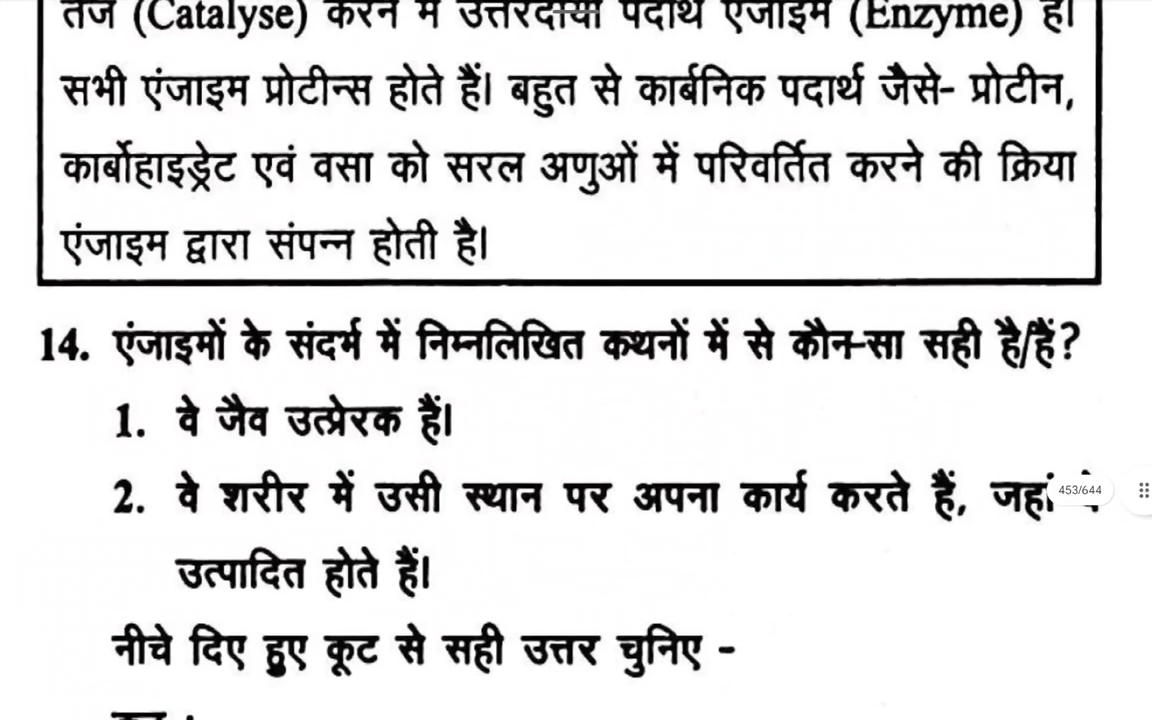 तेज (Catalyse) करने में उत्तरदायी पदार्थ एंजाइम (Enzyme) है।
सभी एंजाइम प्रोटीन्स होते हैं। बहुत से कार्बनिक पदार्थ जैसे- प्रोटीन,
कार्बोहाइड्रेट एवं वसा को सरल अणुओं में परिवर्तित करने की क्रिया
एंजाइम द्वारा संपन्न होती है।
14. एंजाइमों के संदर्भ में निम्नलिखित कथनों में से कौन-सा सही है/हैं?
1. वे जैव उत्प्रेरक हैं।
2. वे शरीर में उसी स्थान पर अपना कार्य करते हैं, जहां
453/644
उत्पादित होते हैं।
नीचे दिए हुए कूट से सही उत्तर चुनिए -